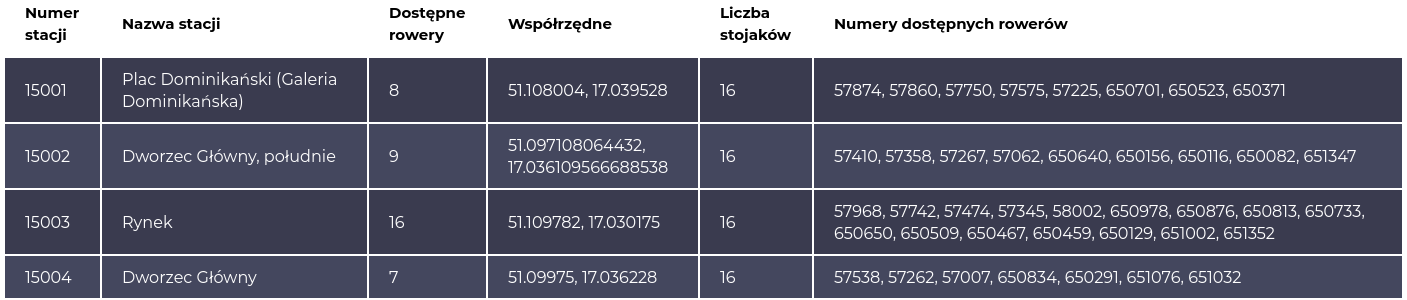 Numer
stacji
Nazwa stacji
Dostępne
rowery
Współrzędne
Liczba
stojaków
Numery dostępnych rowerów
15001
Plac Dominikański (Galeria
Dominikańska)
8
51.108004, 17.039528
16
57874, 57860, 57750, 57575, 57225, 650701, 650523, 650371
15002
Dworzec Główny, południe
9
51.097108064432,
17.036109566688538
16
57410, 57358, 57267, 57062, 650640, 650156, 650116, 650082, 651347
15003
Rynek
16
51.109782, 17.030175
16
57968, 57742, 57474, 57345, 58002, 650978, 650876, 650813, 650733,
650650, 650509, 650467, 650459, 650129, 651002, 651352
15004
Dworzec Główny
7
51.09975, 17.036228
16
57538, 57262, 57007, 650834, 650291, 651076, 651032